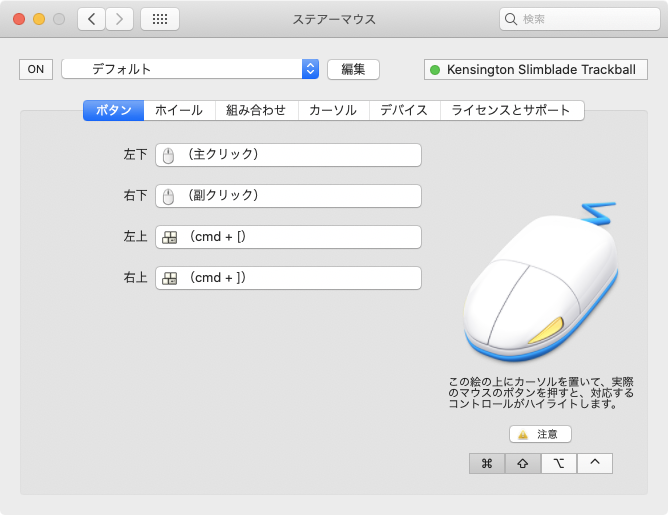 ステアーマウス
検索
ON
デフォルト
編集
Kensington Slimblade Trackball
ボタン
ホイール
組み合わせ
カーソル
デバイス
ライセンスとサポート
左下
（主クリック）
右下
（副クリック）
左上
（cmd + [）
右上
（cmd + ]）
この絵の上にカーソルを置いて、実際
のマウスのボタンを押すと、対応する
コントロールがハイライトします。
注意
⌘ ⇧ ⌥ ^